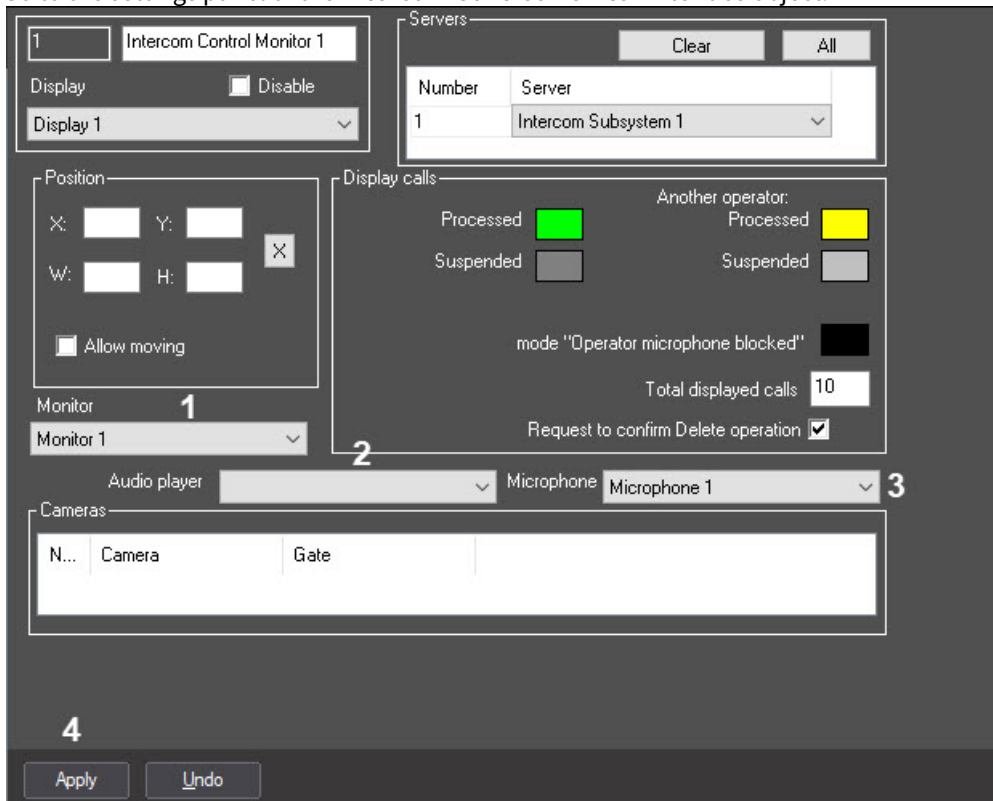 1 Intercom Control Monitor 1
Display Disable
Display 1
Servers
Clear All
Number Server
1 Intercom Subsystem 1
Position
X: Y:
X
W: H:
Allow moving
Display calls
Another operator:
Processed Processed
Suspended Suspended
mode "Operator microphone blocked"
Total displayed calls 10
Request to confirm Delete operation
Monitor 1
Monitor 1
2
Audio player Microphone Microphone 1 3
Cameras
N... Camera Gate
4
Apply Undo